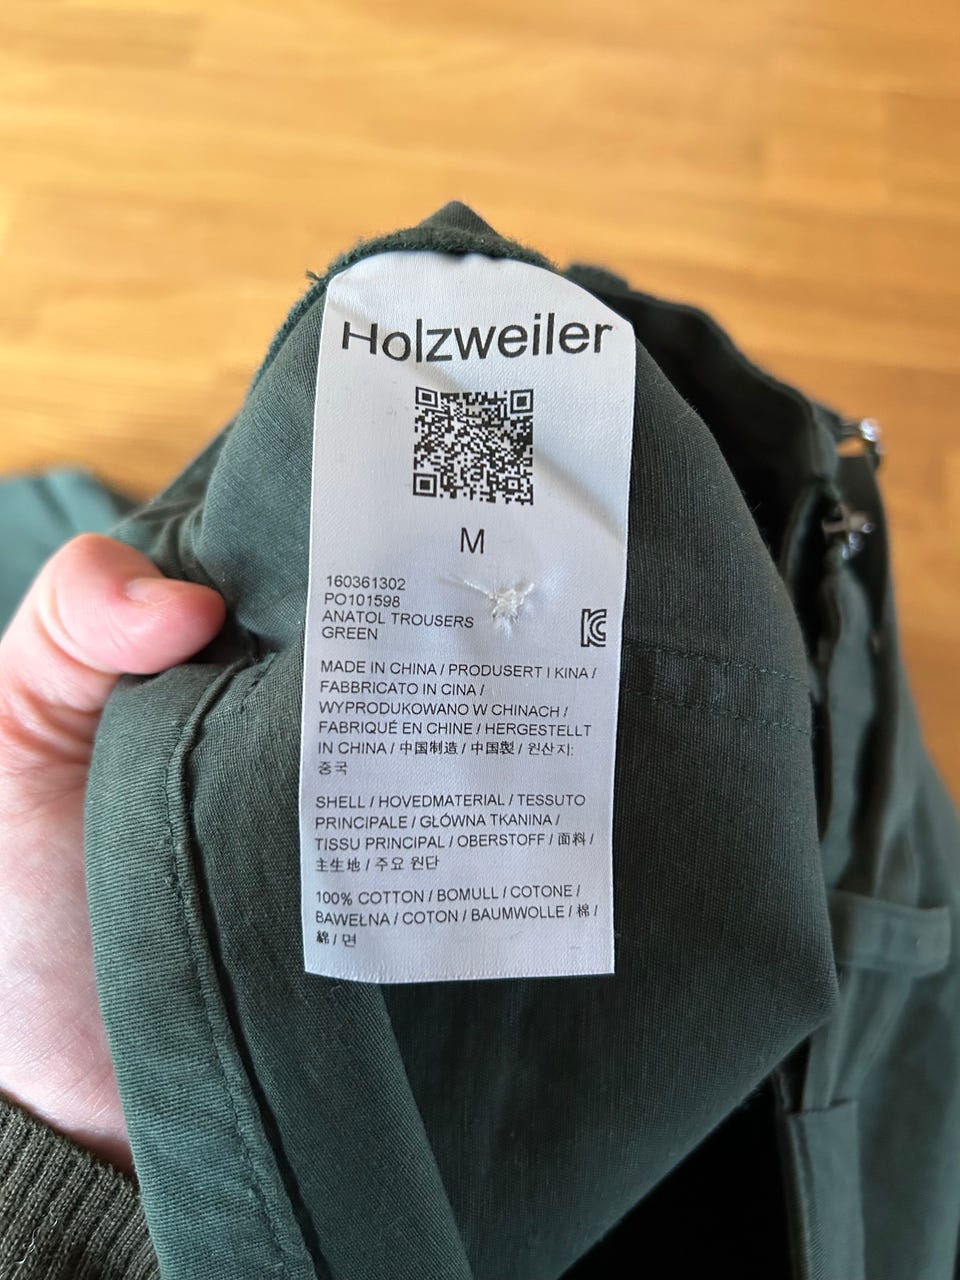 Holzweiler
M
160361302
PO101598
ANATOL TROUSERS
GREEN
KC
MADE IN CHINA / PRODUSERT I KINA /
FABBRICATO IN CINA /
WYPRODUKOWANO W CHINACH /
FABRIQUÉ EN CHINE / HERGESTELLT
IN CHINA / 中国制造 / 中国製 / 원산지:
중국
SHELL / HOVEDMATERIAL / TESSUTO
PRINCIPALE / GŁÓWNA TKANINA /
TISSU PRINCIPAL / OBERSTOFF / 面料 /
主生地 / 주요 원단
100% COTTON / BOMULL / COTONE /
BAWEŁNA / COTON / BAUMWOLLE / 棉 /
綿 / 면